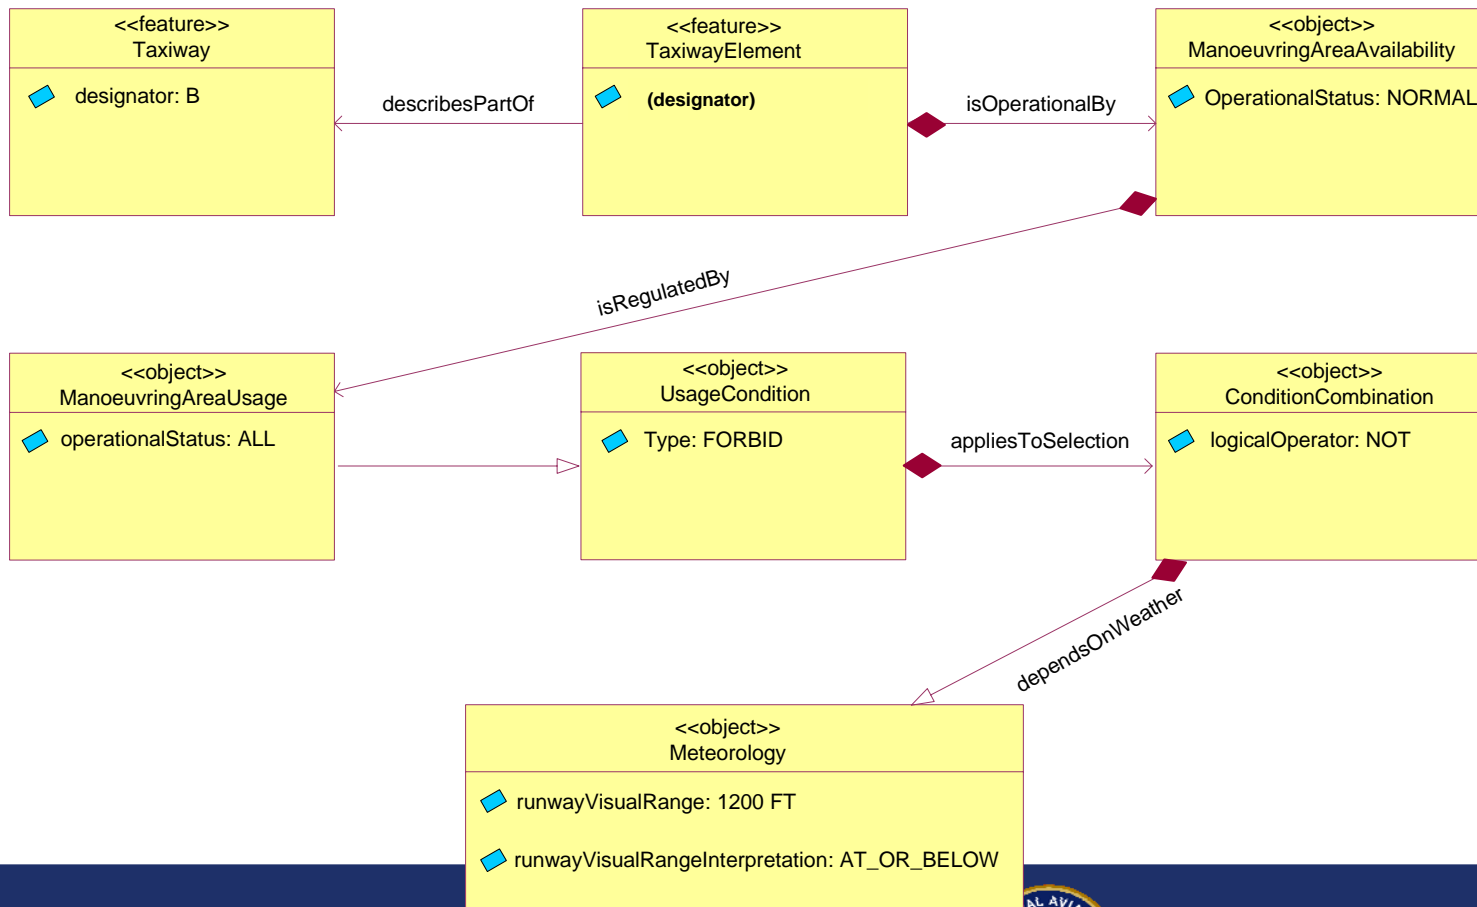 <<feature>>
Taxiway
designator: B
describesPartOf
<<feature>>
TaxiwayElement
(designator)
isOperationalBy
<<object>>
ManoeuvringAreaAvailability
OperationalStatus: NORMAL
isRegulatedBy
<<object>>
ManoeuvringAreaUsage
operationalStatus: ALL
<<object>>
UsageCondition
Type: FORBID
appliesToSelection
<<object>>
ConditionCombination
logicalOperator: NOT
dependsOnWeather
<<object>>
Meteorology
runwayVisualRange: 1200 FT
runwayVisualRangeInterpretation: AT_OR_BELOW